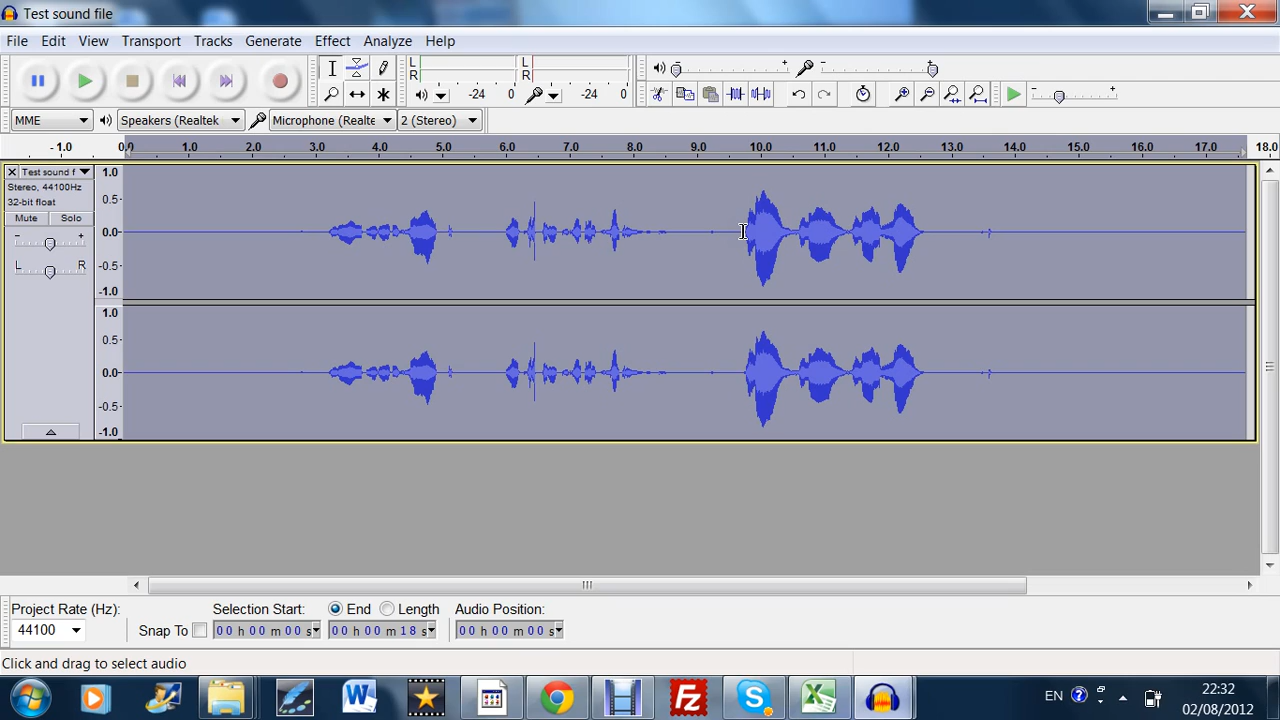 Test sound file
File Edit View Transport Tracks Generate Effect Analyze Help
L R L R
-24 0 -24 0
MME Speakers (Realtek Microphone (Realte 2 (Stereo)
- 1.0 0.0 1.0 2.0 3.0 4.0 5.0 6.0 7.0 8.0 9.0 10.0 11.0 12.0 13.0 14.0 15.0 16.0 17.0 18.0
Test sound f
Stereo, 44100Hz
32-bit float
Mute Solo
- +
L R
1.0
0.5
0.0
-0.5
-1.0
1.0
0.5
0.0
-0.5
-1.0
Project Rate (Hz): Selection Start: End Length Audio Position:
44100 Snap To 00 h 00 m 00 s 00 h 00 m 18 s 00 h 00 m 00 s
Click and drag to select audio
W Fz S X EN ? 22:32
02/08/2012